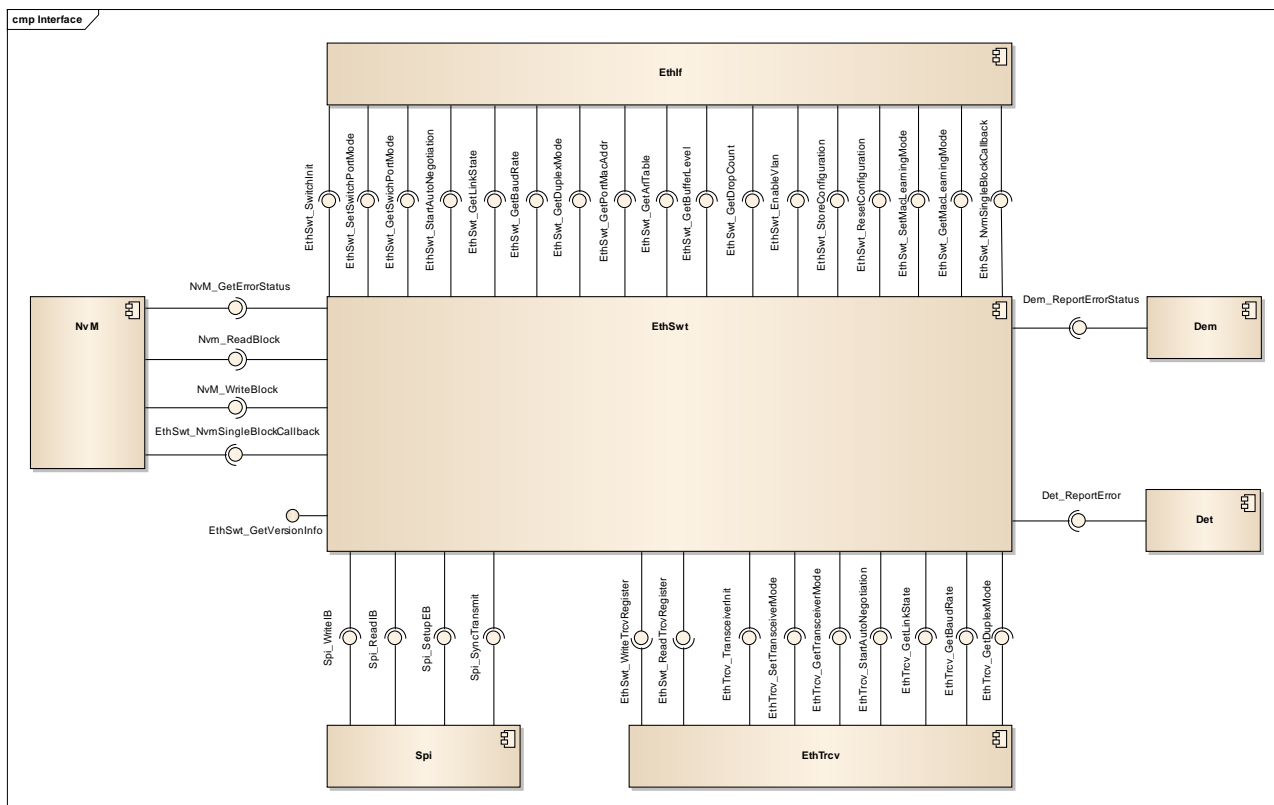 cmp Interface
EthIf
EthSwt_SwitchInit
EthSwt_SetSwitchPortMode
EthSwt_GetSwichPortMode
EthSwt_StartAutoNegotiation
EthSwt_GetLinkState
EthSwt_GetBaudRate
EthSwt_GetDuplexMode
EthSwt_GetPortMacAddr
EthSwt_GetArlTable
EthSwt_GetBufferLevel
EthSwt_GetDropCount
EthSwt_EnableVlan
EthSwt_StoreConfiguration
EthSwt_ResetConfiguration
EthSwt_SetMacLearningMode
EthSwt_GetMacLearningMode
EthSwt_NvmSingleBlockCallback
NvM_GetErrorStatus
NvM
Nvm_ReadBlock
NvM_WriteBlock
EthSwt_NvmSingleBlockCallback
EthSwt_GetVersionInfo
EthSwt
Dem_ReportErrorStatus
Dem
Det_ReportError
Det
Spi_WriteIB
Spi_ReadIB
Spi_SetupEB
Spi_SyncTransmit
EthSwt_WriteTrcvRegister
EthSwt_ReadTrcvRegister
EthTrcv_TransceiverInit
EthTrcv_SetTransceiverMode
EthTrcv_GetTransceiverMode
EthTrcv_StartAutoNegotiation
EthTrcv_GetLinkState
EthTrcv_GetBaudRate
EthTrcv_GetDuplexMode
Spi
EthTrcv